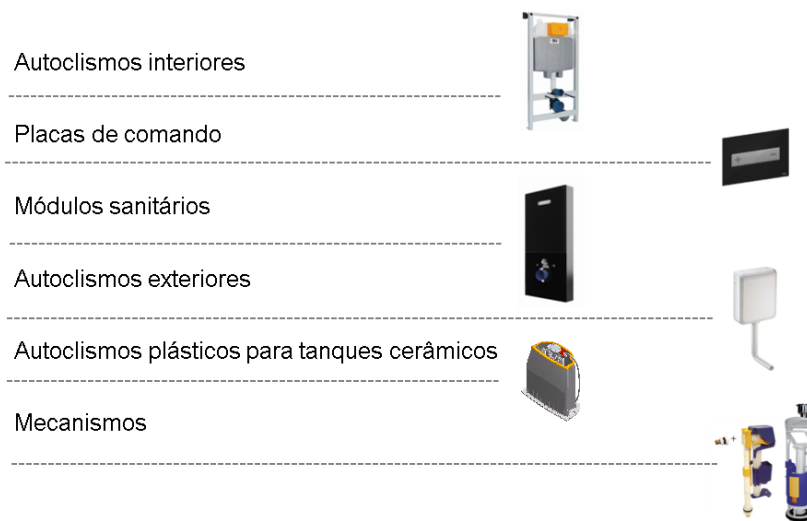 Autoclismos interiores
Placas de comando
Módulos sanitários
Autoclismos exteriores
Autoclismos plásticos para tanques cerâmicos
Mecanismos